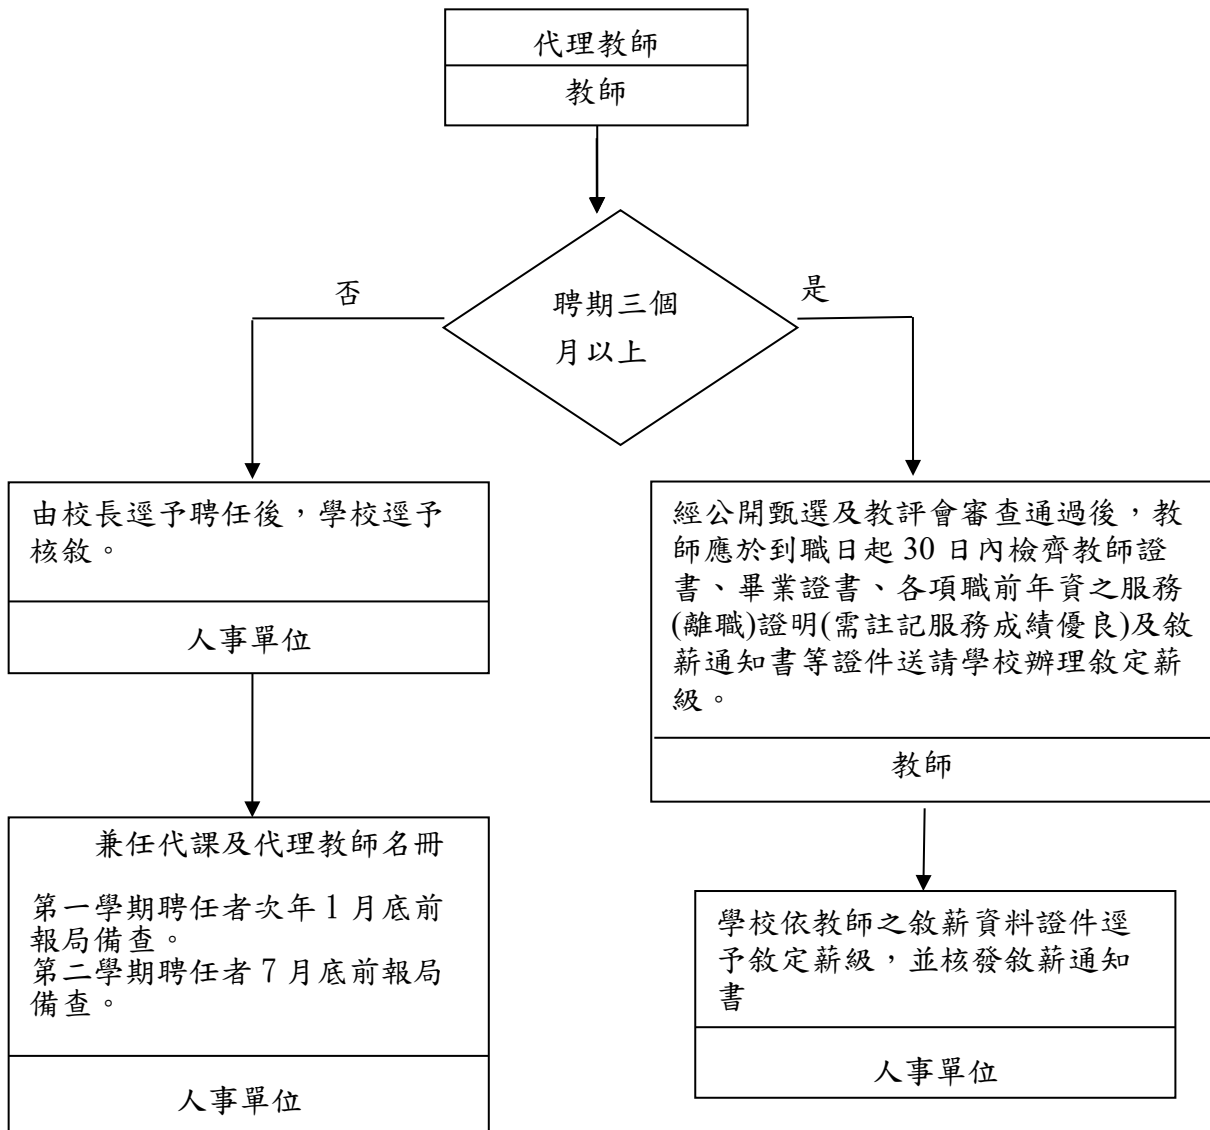 代理教師
教師
否
是
聘期三個
月以上
由校長逕予聘任後，學校逕予
核敘。
人事單位
經公開甄選及教評會審查通過後，教
師應於到職日起 30 日內檢齊教師證
書、畢業證書、各項職前年資之服務
(離職)證明(需註記服務成績優良)及敘
薪通知書等證件送請學校辦理敘定薪
級。
教師
兼任代課及代理教師名冊
第一學期聘任者次年 1 月底前
報局備查。
第二學期聘任者 7 月底前報局
備查。
人事單位
學校依教師之敘薪資料證件逕
予敘定薪級，並核發敘薪通知
書
人事單位